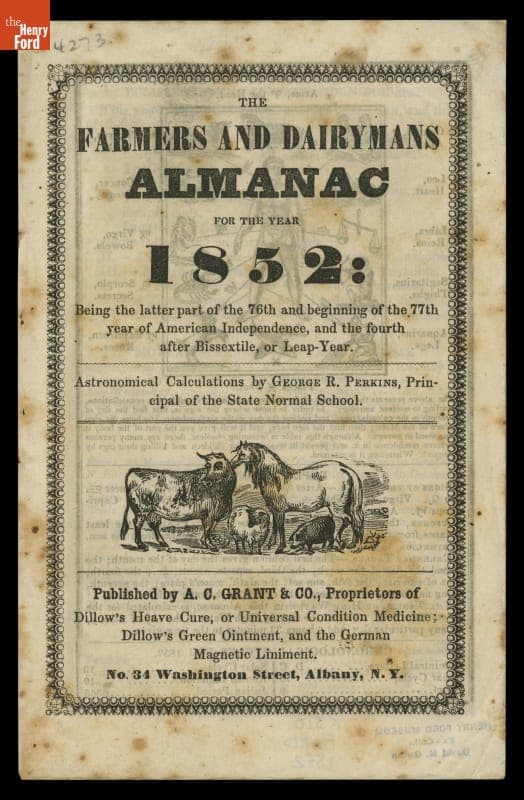 the
Henry
Ford
4273.
THE
FARMERS AND DAIRYMANS
ALMANAC
FOR THE YEAR
1852:
Being the latter part of the 76th and beginning of the 77th
year of American Independence, and the fourth
after Bissextile, or Leap-Year.
Astronomical Calculations by GEORGE R. PERKINS, Prin-
cipal of the State Normal School.
Published by A. C. GRANT & CO., Proprietors of
Dillow's Heave Cure, or Universal Condition Medicine;
Dillow's Green Ointment, and the German
Magnetic Liniment.
No. 34 Washington Street, Albany, N. Y.